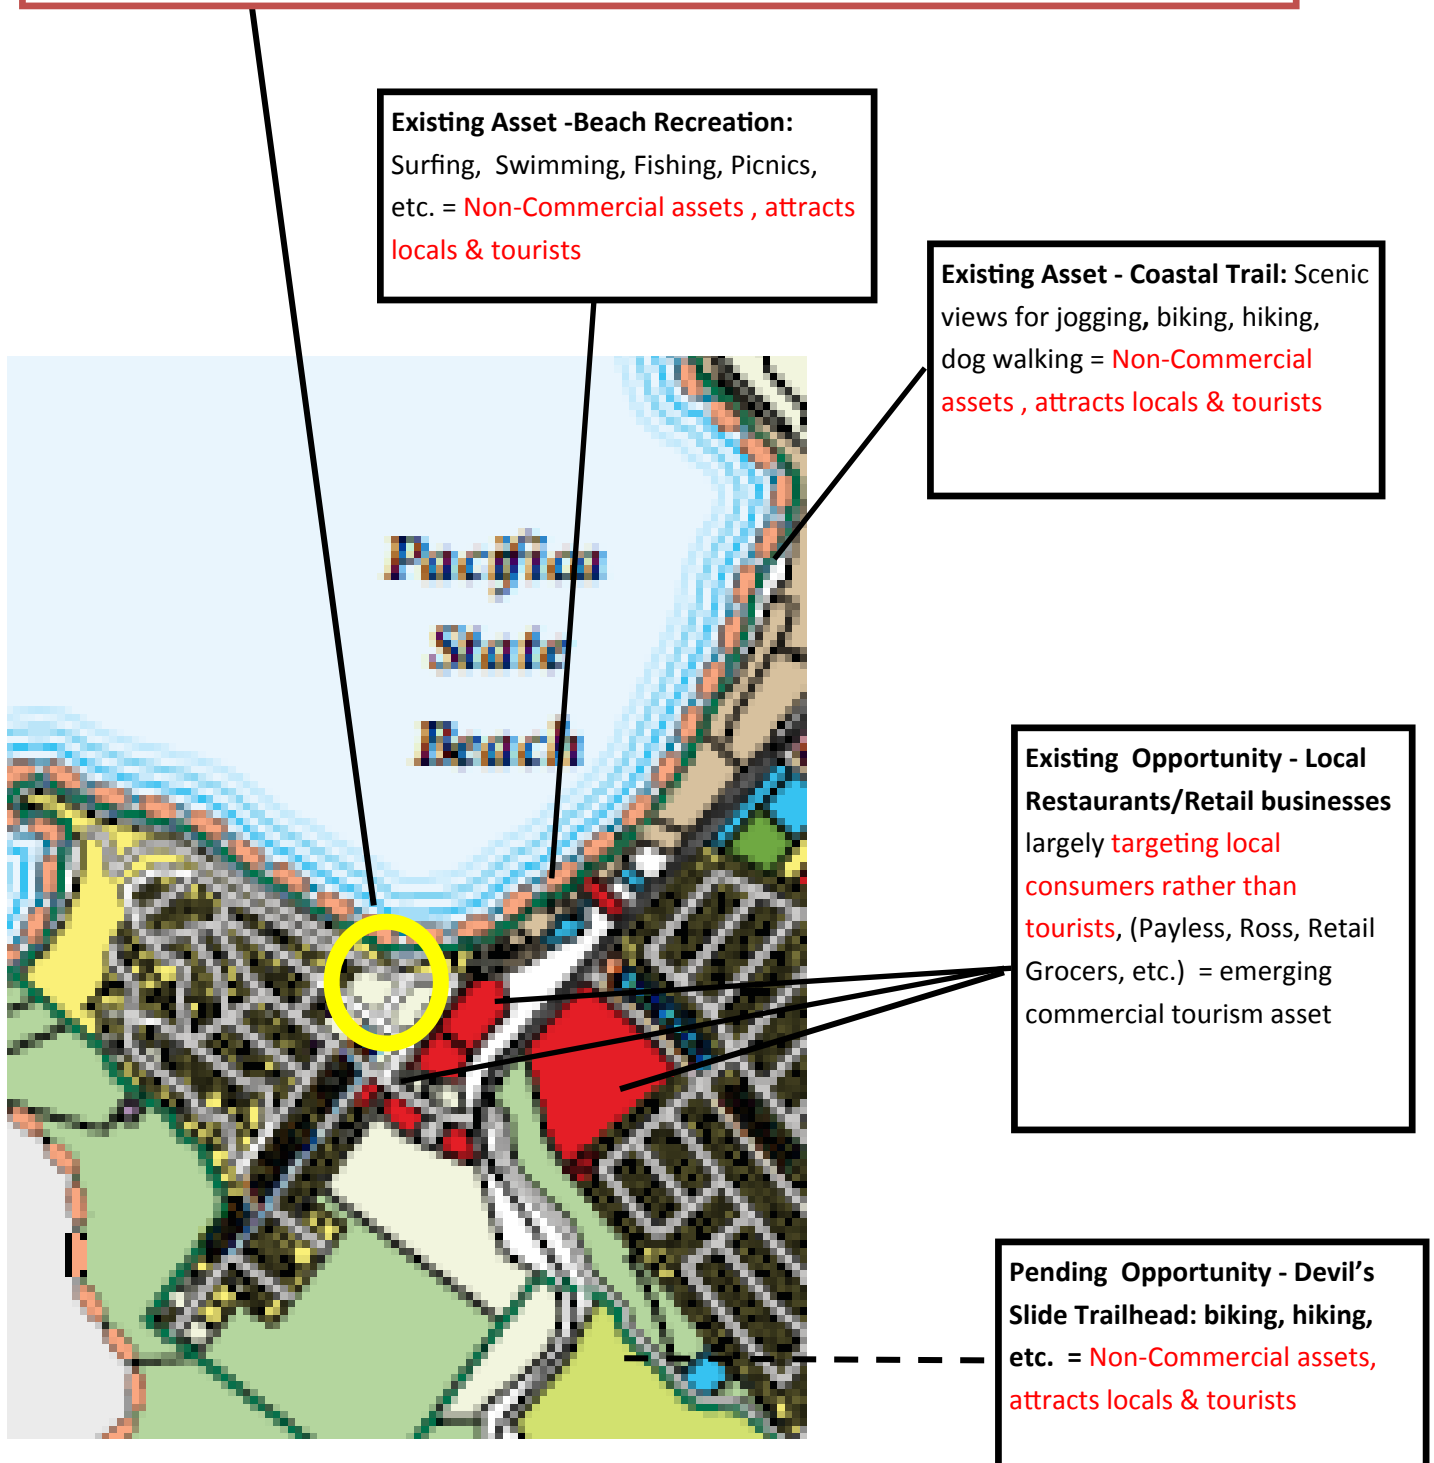 Existing Asset -Beach Recreation:
Surfing, Swimming, Fishing, Picnics,
etc. = Non-Commercial assets , attracts
locals & tourists
Existing Asset - Coastal Trail: Scenic
views for jogging, biking, hiking,
dog walking = Non-Commercial
assets , attracts locals & tourists
Pacifica
State
Beach
Existing Opportunity - Local
Restaurants/Retail businesses
largely targeting local
consumers rather than
tourists, (Payless, Ross, Retail
Grocers, etc.) = emerging
commercial tourism asset
Pending Opportunity - Devil’s
Slide Trailhead: biking, hiking,
etc. = Non-Commercial assets,
attracts locals & tourists